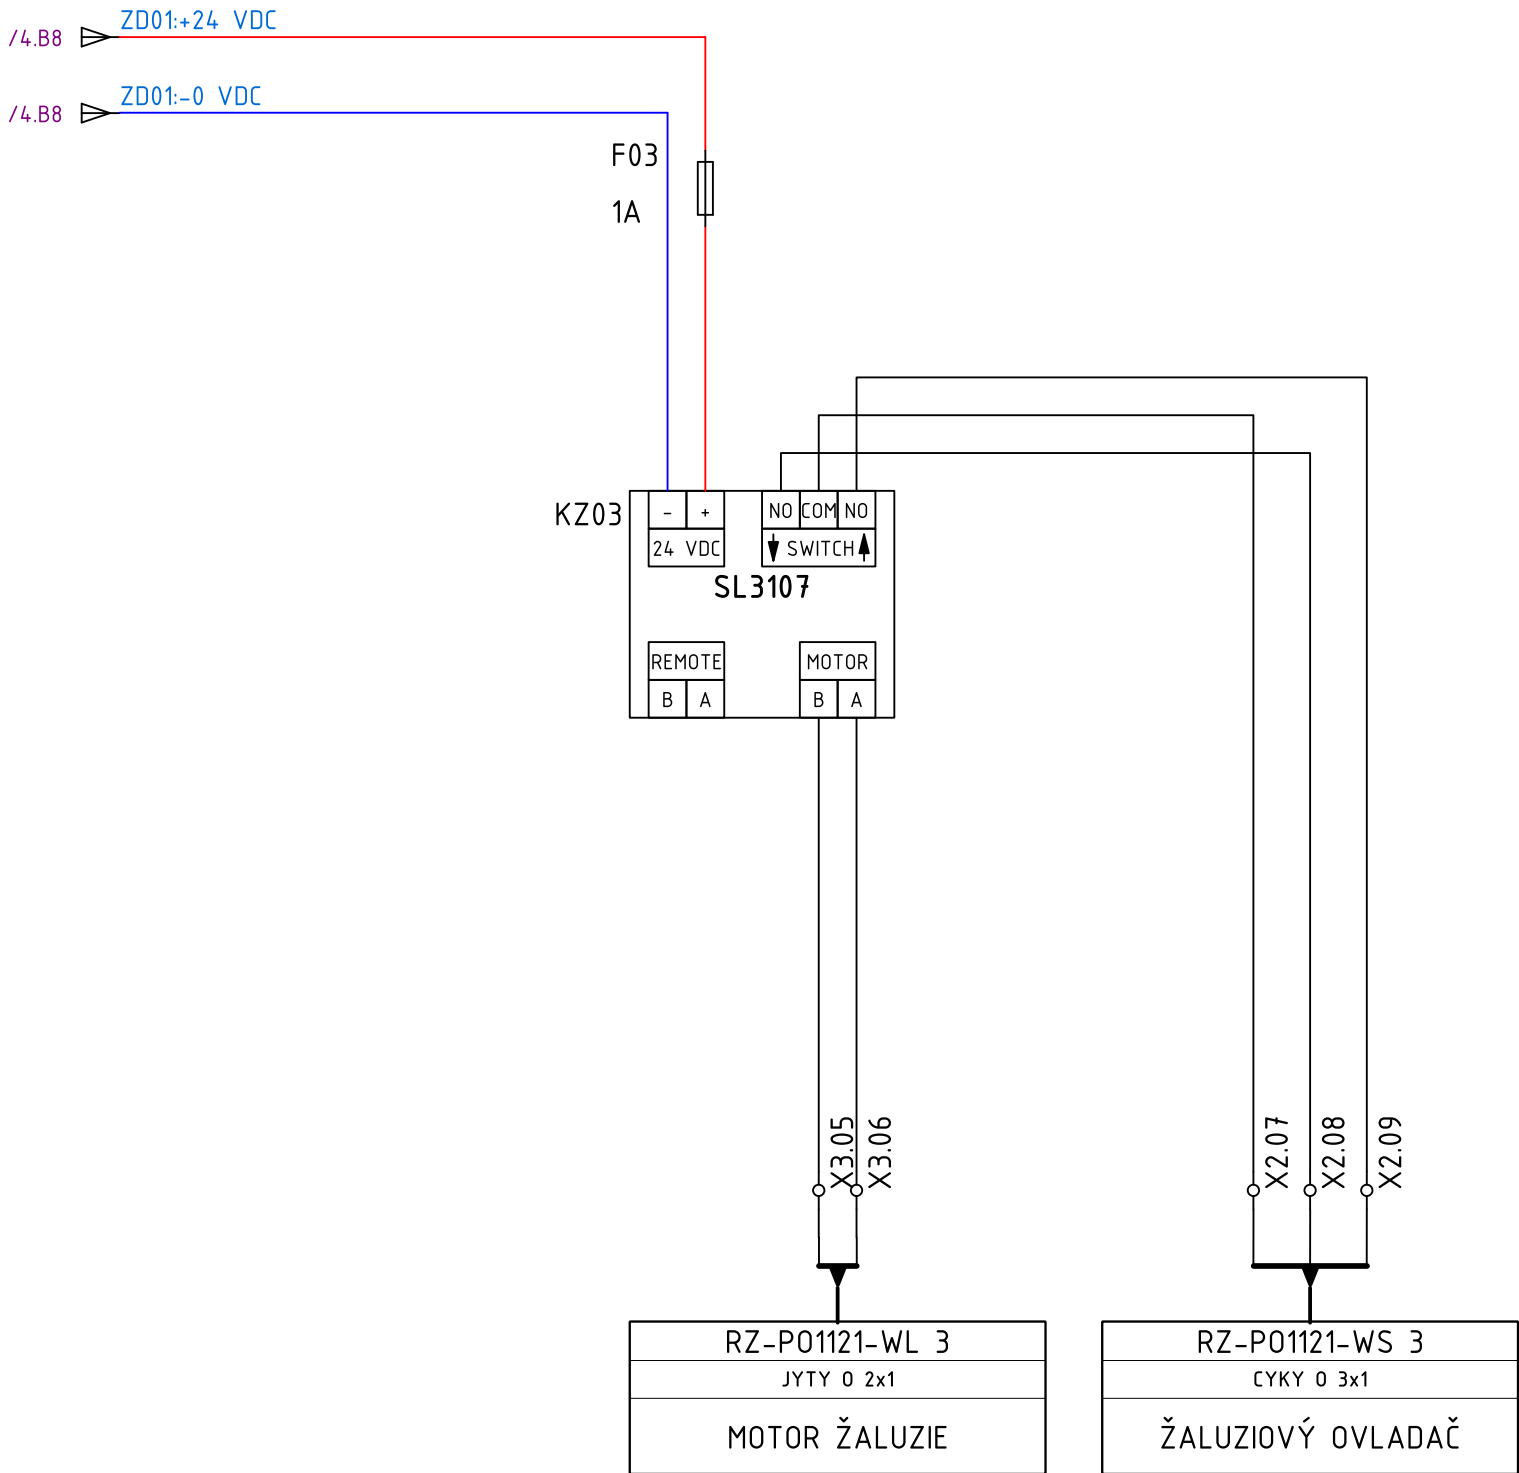 ZD01:+24 VDC
/4.B8
ZD01:-0 VDC
/4.B8
F03
1A
KZ03
- + NO COM NO
24 VDC SWITCH
SL3107
REMOTE MOTOR
B A B A
X3.05
X3.06
X2.07
X2.08
X2.09
RZ-PO1121-WL 3
JYTY O 2x1
MOTOR ŽALUZIE
RZ-PO1121-WS 3
CYKY O 3x1
ŽALUZIOVÝ OVLADAČ